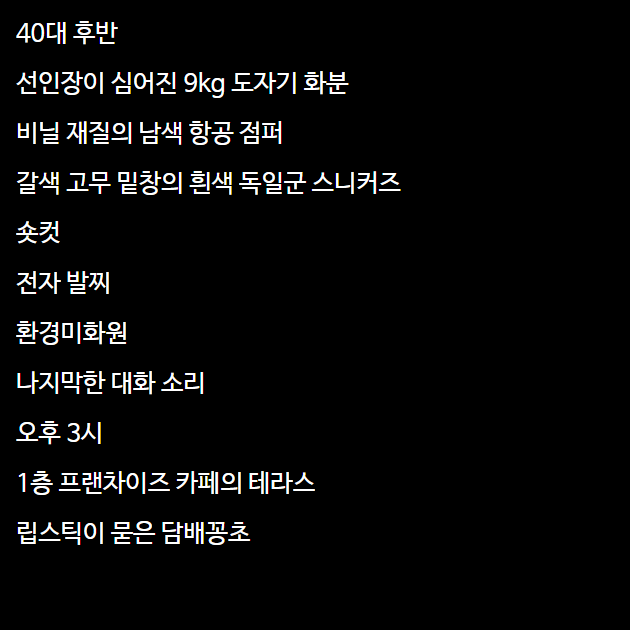 40대 후반
선인장이 심어진 9kg 도자기 화분
비닐 재질의 남색 항공 점퍼
갈색 고무 밑창의 흰색 독일군 스니커즈
숏컷
전자 발찌
환경미화원
나지막한 대화 소리
오후 3시
1층 프랜차이즈 카페의 테라스
립스틱이 묻은 담배꽁초